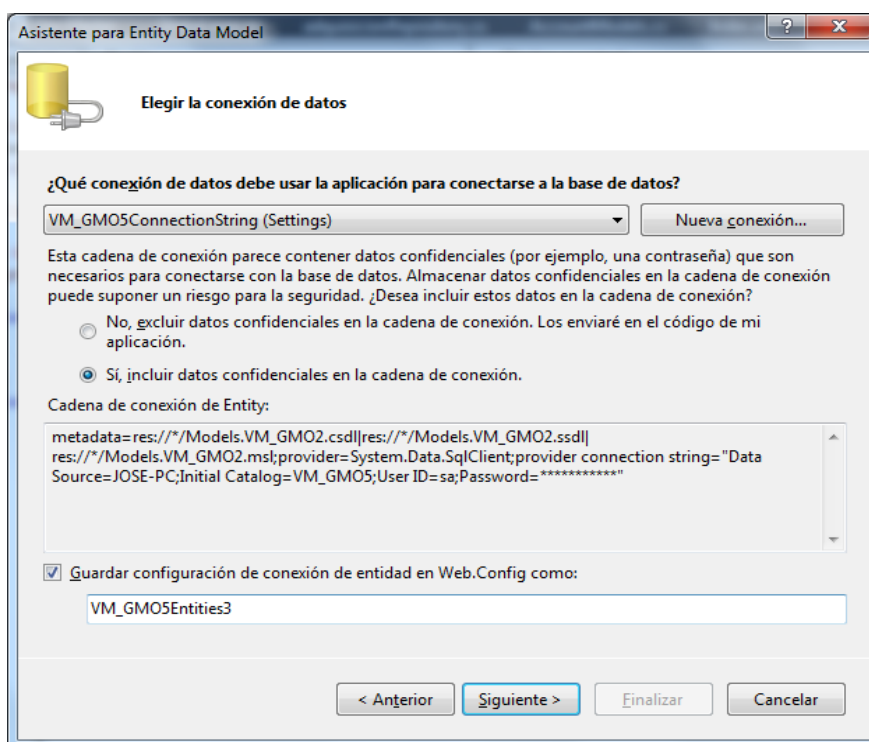 Asistente para Entity Data Model
Elegir la conexión de datos
¿Qué conexión de datos debe usar la aplicación para conectarse a la base de datos?
VM_GMO5ConnectionString (Settings)
Nueva conexión...
Esta cadena de conexión parece contener datos confidenciales (por ejemplo, una contraseña) que son
necesarios para conectarse con la base de datos. Almacenar datos confidenciales en la cadena de conexión
puede suponer un riesgo para la seguridad. ¿Desea incluir estos datos en la cadena de conexión?
No, excluir datos confidenciales en la cadena de conexión. Los enviaré en el código de mi
aplicación.
Sí, incluir datos confidenciales en la cadena de conexión.
Cadena de conexión de Entity:
metadata=res://*/Models.VM_GMO2.csdl|res://*/Models.VM_GMO2.ssdl|
res://*/Models.VM_GMO2.msl;provider=System.Data.SqlClient;provider connection string="Data
Source=JOSE-PC;Initial Catalog=VM_GMO5;User ID=sa;Password=***********"
Guardar configuración de conexión de entidad en Web.Config como:
VM_GMO5Entities3
< Anterior
Siguiente >
Finalizar
Cancelar